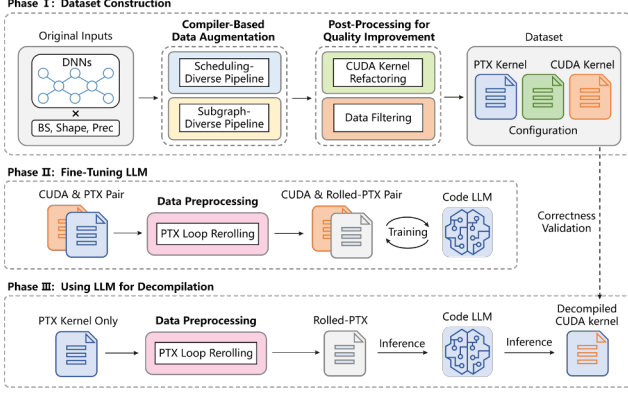 Phase Ⅰ: Dataset Construction
Original Inputs
DNNs
×
BS, Shape, Prec
Compiler-Based
Data Augmentation
Scheduling-
Diverse Pipeline
Subgraph-
Diverse Pipeline
Post-Processing for
Quality Improvement
CUDA Kernel
Refactoring
Data Filtering
Dataset
PTX Kernel
CUDA Kernel
Configuration
Phase Ⅱ: Fine-Tuning LLM
CUDA & PTX Pair
Data Preprocessing
PTX Loop Rerolling
CUDA & Rolled-PTX Pair
Training
Code LLM
Correctness
Validation
Phase Ⅲ: Using LLM for Decompilation
PTX Kernel Only
Data Preprocessing
PTX Loop Rerolling
Rolled-PTX
Inference
Code LLM
Inference
Decompiled
CUDA kernel